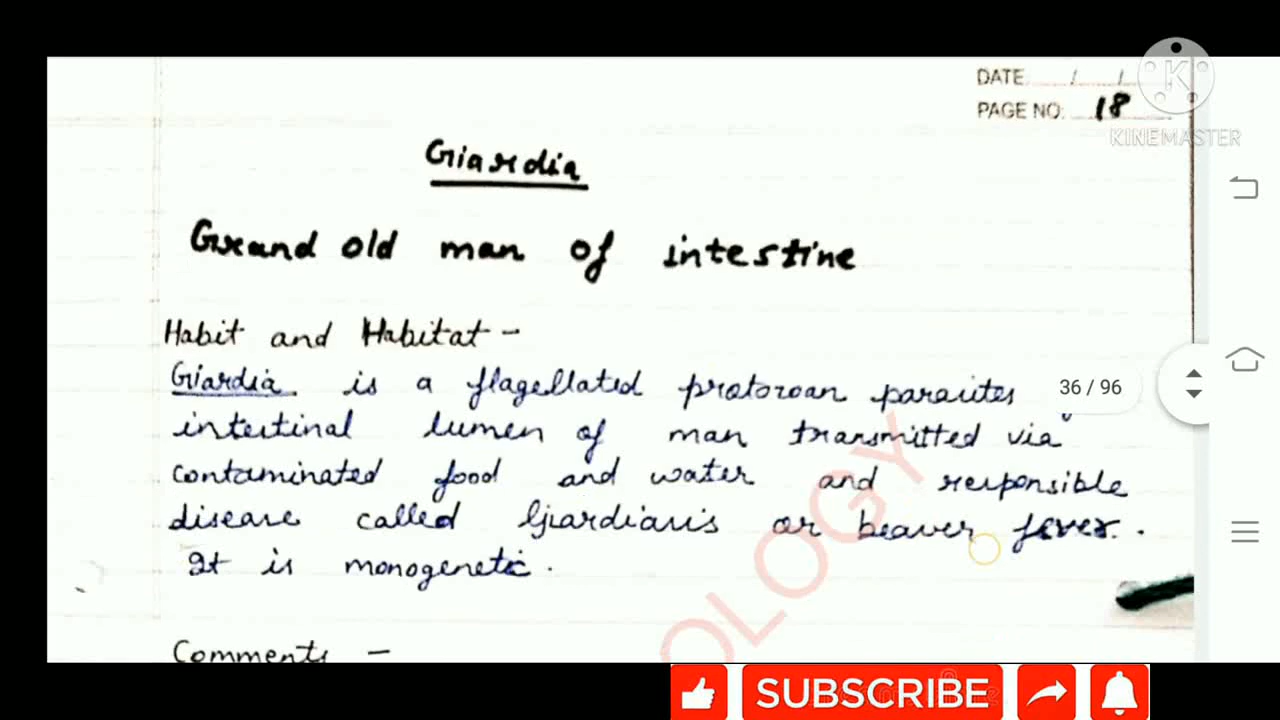 DATE / /
PAGE NO: 18
KINEMASTER
Giardia
Grand old man of intestine
Habit and Habitat -
Giardia is a flagellated protozoan parasites
36 / 96
intestinal lumen of man transmitted via
contaminated food and water and responsible
disease called Giardiasis or beaver fever.
It is monogenetic.
Comments -
OLOGY
SUBSCRIBE